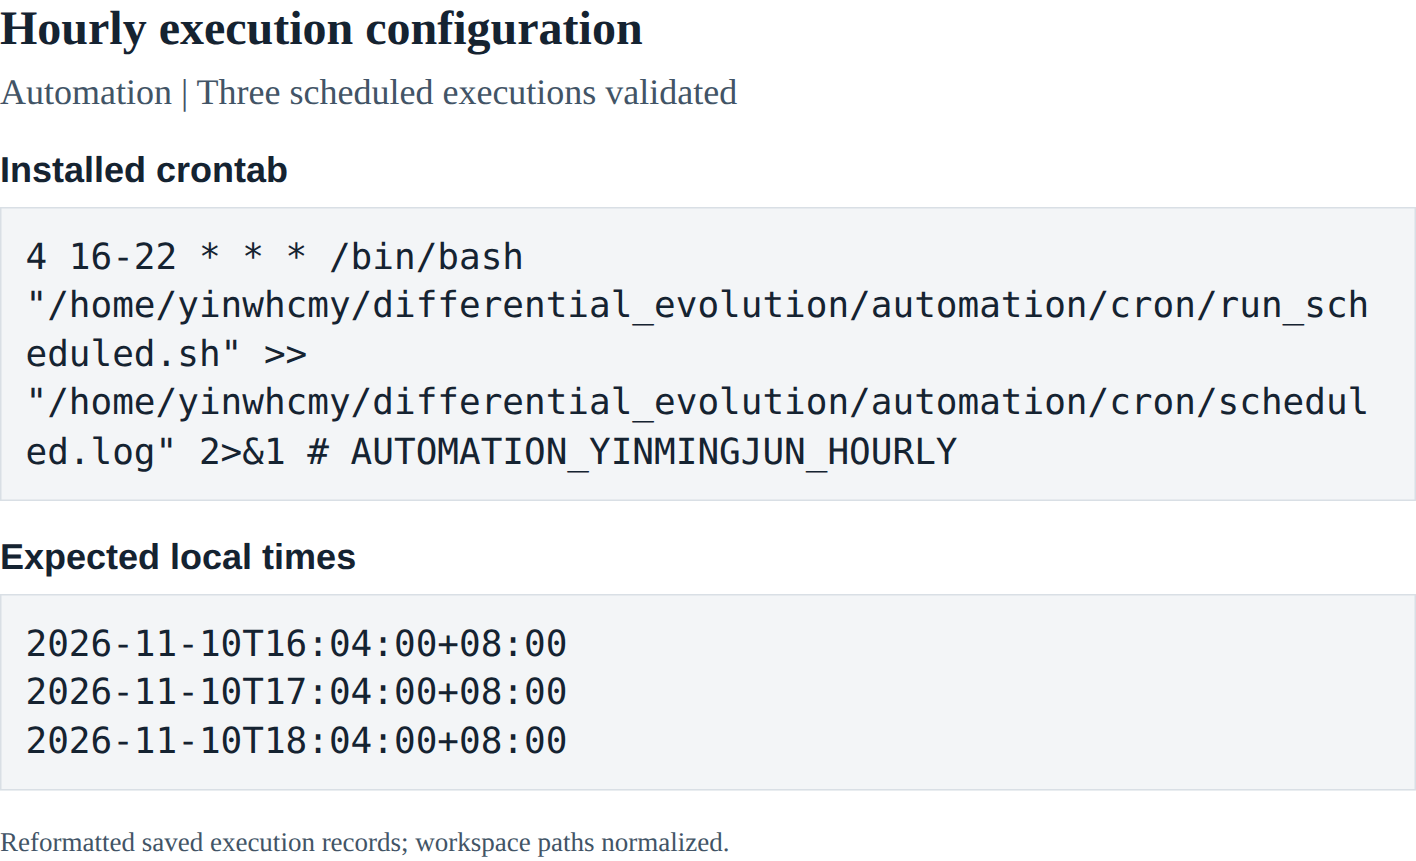 Hourly execution configuration
Automation | Three scheduled executions validated
Installed crontab
4 16-22 * * * /bin/bash
"/home/yinwhcmy/differential_evolution/automation/cron/run_sch
eduled.sh" >>
"/home/yinwhcmy/differential_evolution/automation/cron/schedul
ed.log" 2>&1 # AUTOMATION_YINMINGJUN_HOURLY
Expected local times
2026-11-10T16:04:00+08:00
2026-11-10T17:04:00+08:00
2026-11-10T18:04:00+08:00
Reformatted saved execution records; workspace paths normalized.